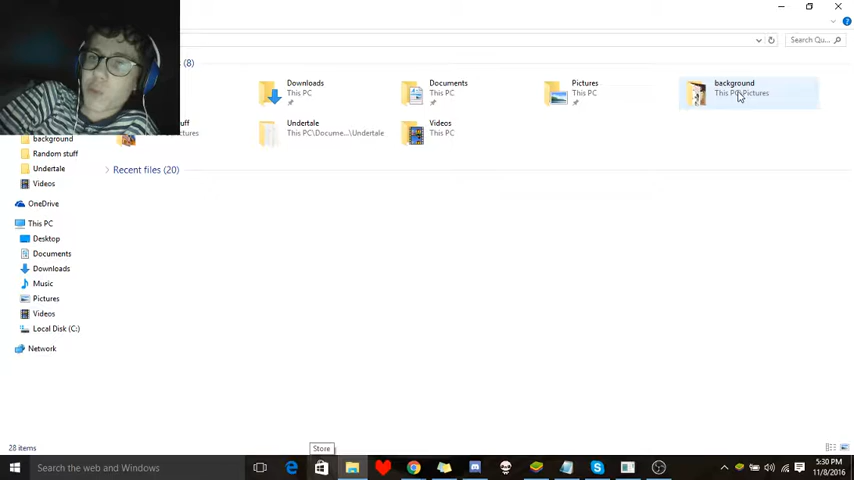 Search Qu...
(8)
Downloads
This PC
Documents
This PC
Pictures
This PC
background
This PC\Pictures
uff
ctures
Undertale
This PC\Docume...\Undertale
Videos
This PC
Recent files (20)
background
Random stuff
Undertale
Videos
OneDrive
This PC
Desktop
Documents
Downloads
Music
Pictures
Videos
Local Disk (C:)
Network
28 items
Store
Search the web and Windows
5:30 PM
11/8/2016